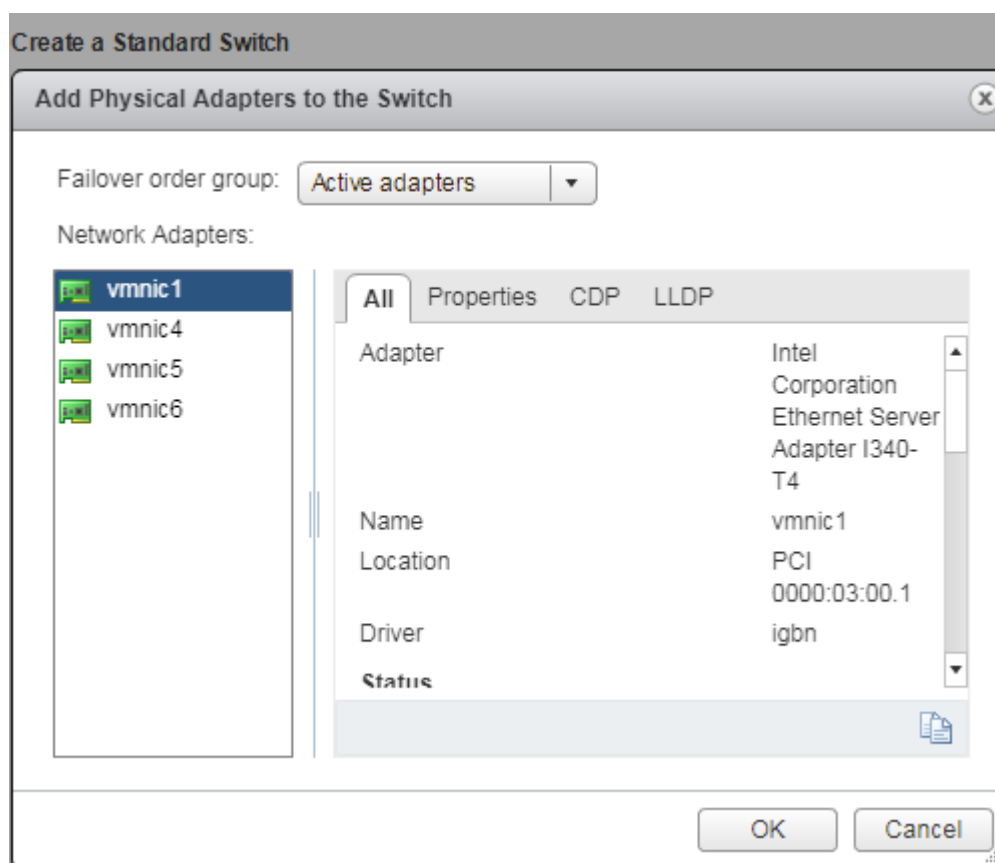 Create a Standard Switch
Add Physical Adapters to the Switch
Failover order group:
Active adapters
Network Adapters:
vmnic1
vmnic4
vmnic5
vmnic6
All Properties CDP LLDP
Adapter
Intel
Corporation
Ethernet Server
Adapter I340-
T4
Name
vmnic1
Location
PCI
0000:03:00.1
Driver
igbn
Status
OK
Cancel